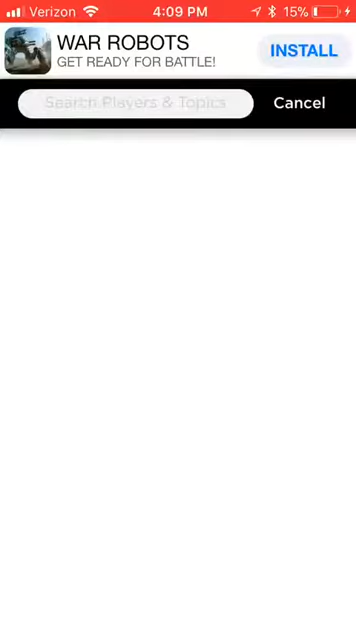 Verizon 4:09 PM 15%
WAR ROBOTS
GET READY FOR BATTLE!
INSTALL
Search Players & Topics
Cancel